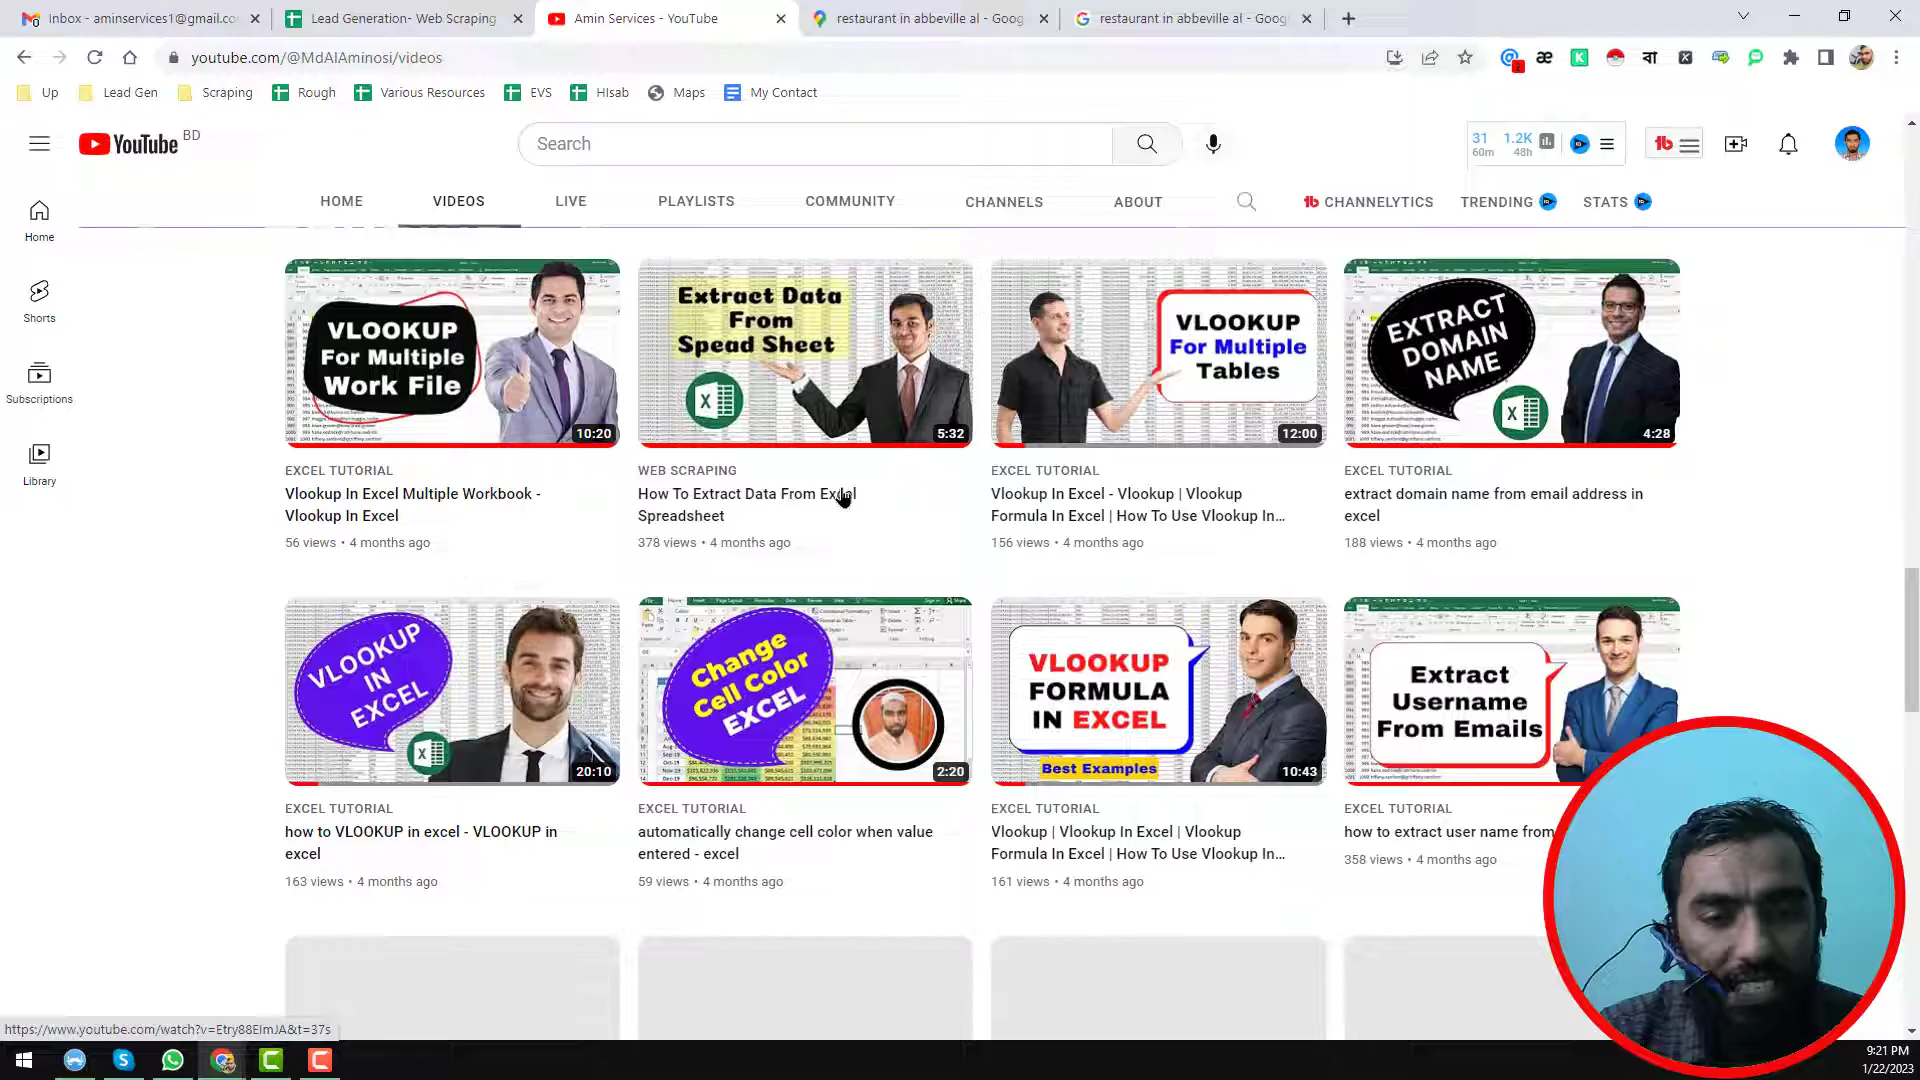 Inbox - aminservices1@gmail.co
Lead Generation- Web Scraping
Amin Services - YouTube
restaurant in abbeville al - Goog
restaurant in abbeville al - Goog
youtube.com/@MdAlAminosi/videos
2
æ
K
বা
X
Up
Lead Gen
Scraping
Rough
Various Resources
EVS
HIsab
Maps
My Contact
YouTube BD
Search
31 60m
1.2K 48h
tb
HOME
VIDEOS
LIVE
PLAYLISTS
COMMUNITY
CHANNELS
ABOUT
tb CHANNELYTICS
TRENDING
STATS
Home
Shorts
Subscriptions
Library
VLOOKUP
For Multiple
Work File
10:20
Extract Data
From
Spead Sheet
X
5:32
VLOOKUP
For Multiple
Tables
12:00
EXTRACT
DOMAIN
NAME
X
4:28
EXCEL TUTORIAL
Vlookup In Excel Multiple Workbook -
Vlookup In Excel
56 views • 4 months ago
WEB SCRAPING
How To Extract Data From Excel
Spreadsheet
378 views • 4 months ago
EXCEL TUTORIAL
Vlookup In Excel - Vlookup | Vlookup
Formula In Excel | How To Use Vlookup In...
156 views • 4 months ago
EXCEL TUTORIAL
extract domain name from email address in
excel
188 views • 4 months ago
VLOOKUP
IN
EXCEL
X
20:10
Change
Cell Color
EXCEL
2:20
VLOOKUP
FORMULA
IN EXCEL
Best Examples
10:43
Extract
Username
From Emails
EXCEL TUTORIAL
how to VLOOKUP in excel - VLOOKUP in
excel
163 views • 4 months ago
EXCEL TUTORIAL
automatically change cell color when value
entered - excel
59 views • 4 months ago
EXCEL TUTORIAL
Vlookup | Vlookup In Excel | Vlookup
Formula In Excel | How To Use Vlookup In...
161 views • 4 months ago
EXCEL TUTORIAL
how to extract user name from
358 views • 4 months ago
https://www.youtube.com/watch?v=Etry88EImJA&t=37s
9:21 PM
1/22/2023